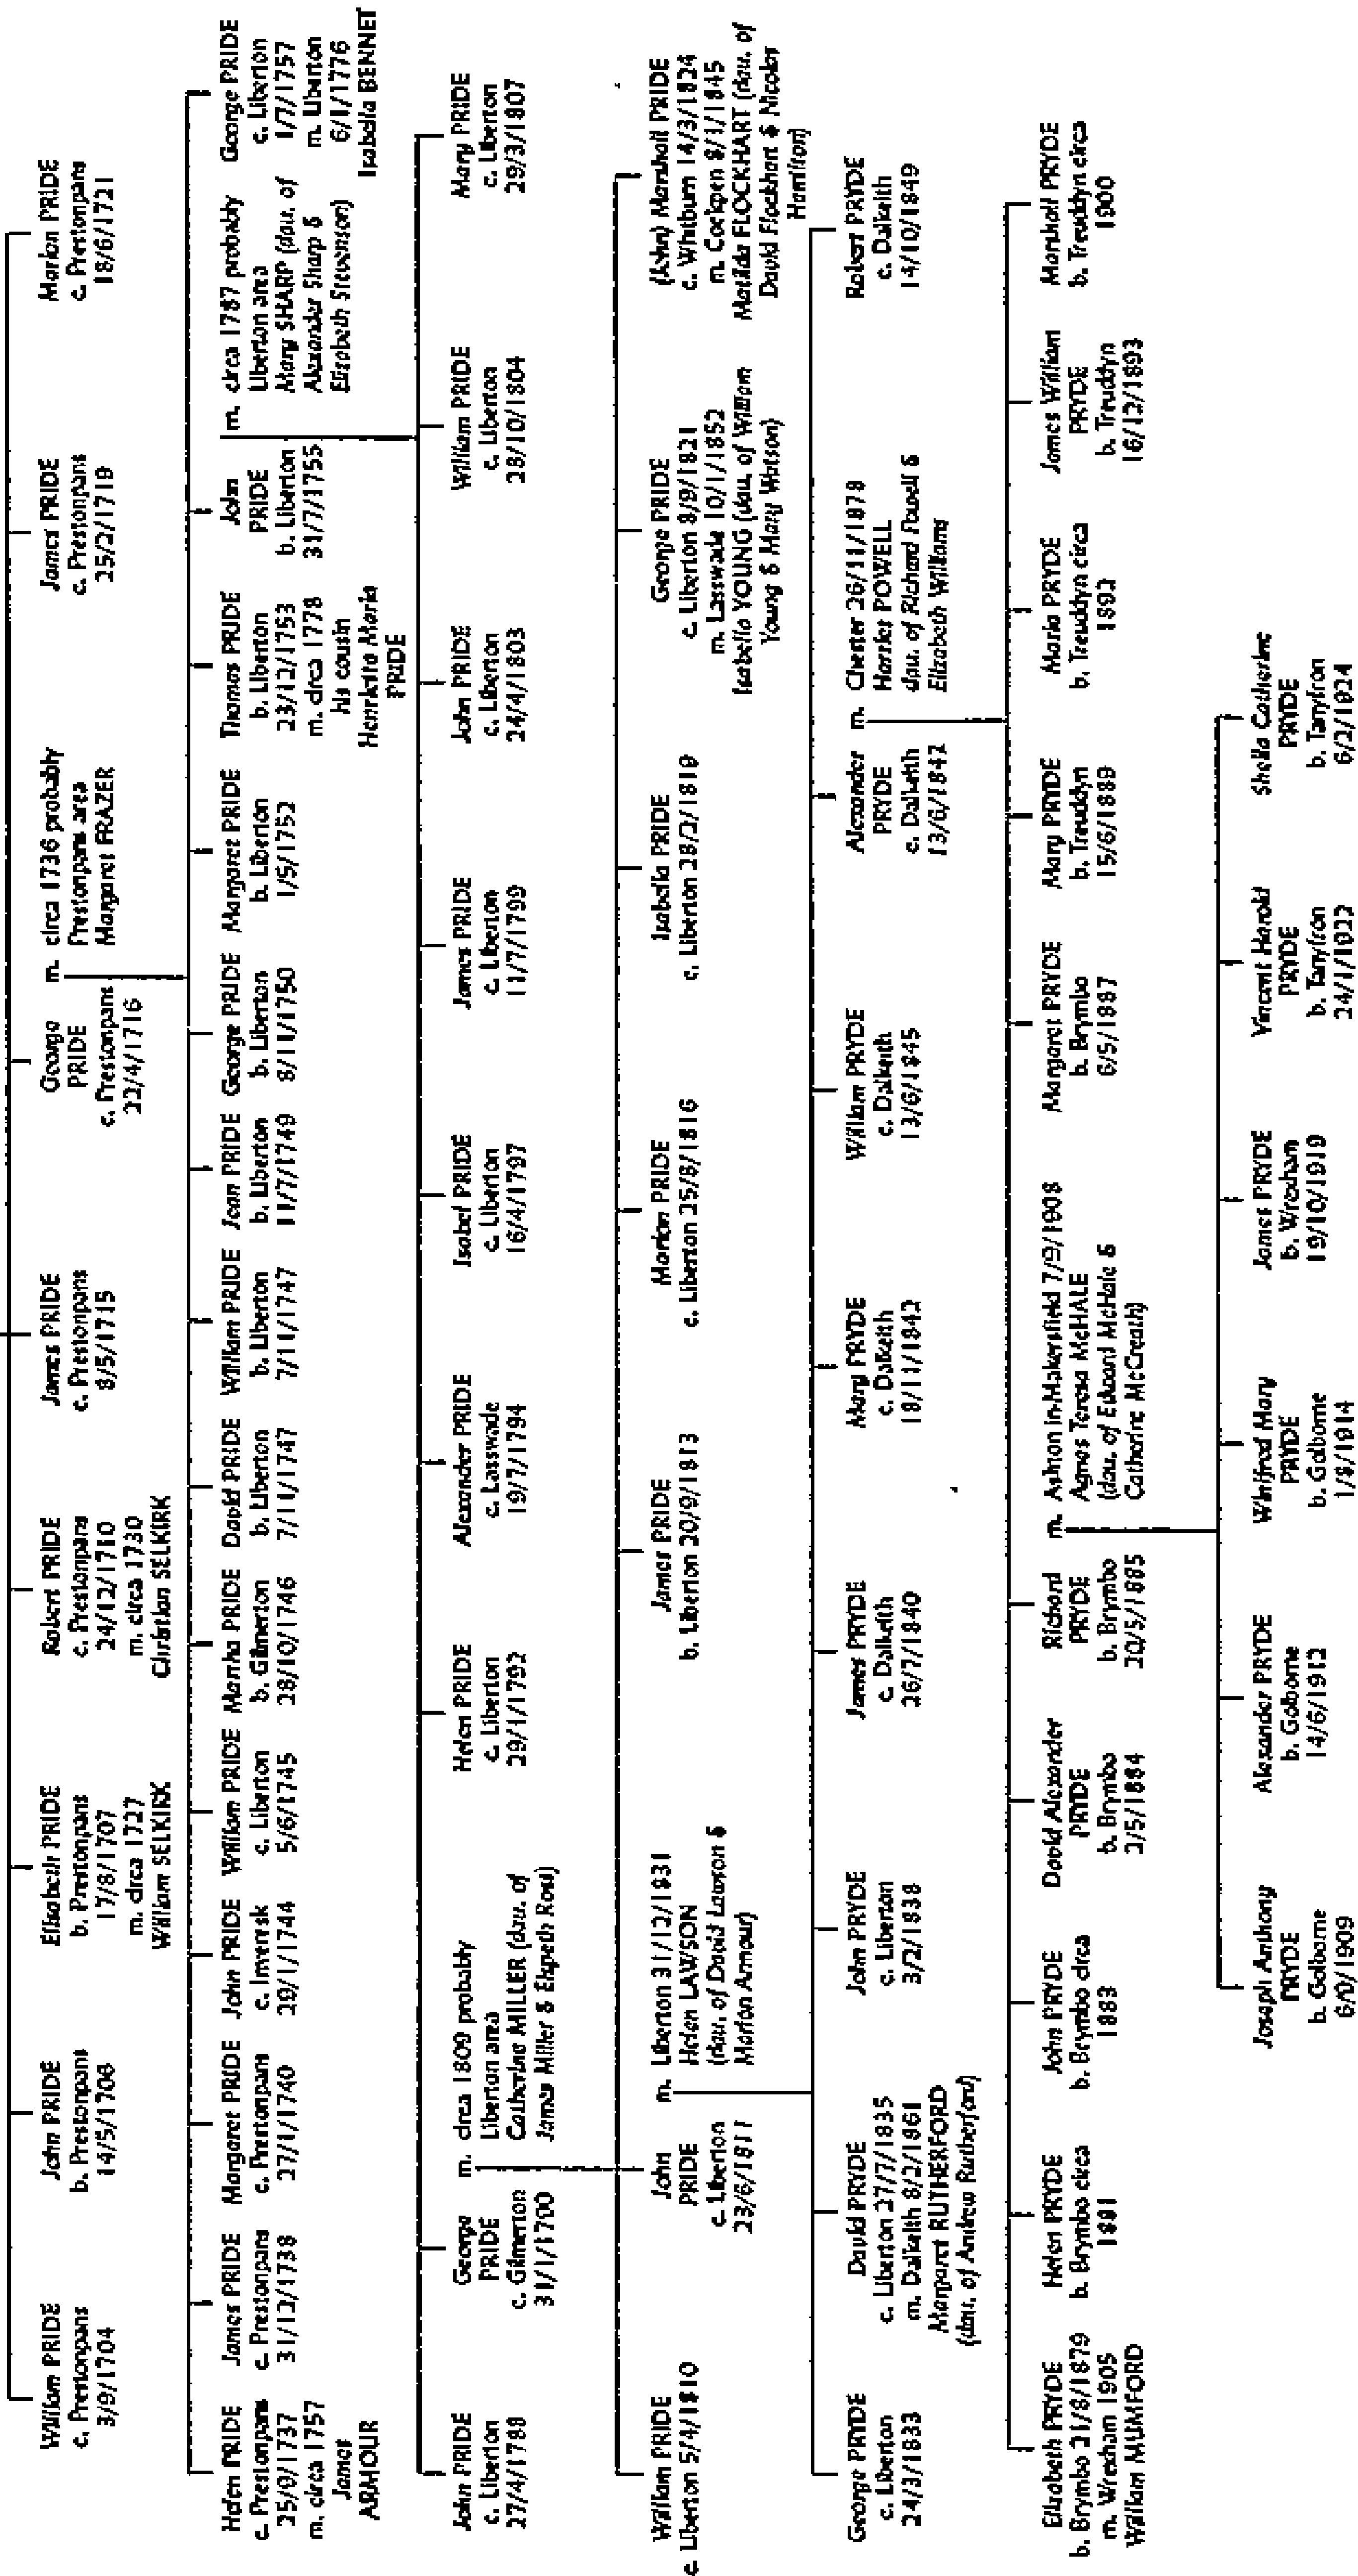 William PRIDE
c. Prestonpans
3/9/1704
John PRIDE
b. Prestonpans
14/5/1706
Elisabeth PRIDE
b. Prestonpans
17/8/1707
m. circa 1727
William SELKIRK
Robert PRIDE
c. Prestonpans
24/12/1710
m. circa 1730
Christian SELKIRK
James PRIDE
c. Prestonpans
8/5/1715
George
PRIDE
c. Prestonpans
22/4/1716
m. circa 1736 probably
Prestonpans area
Margaret FRAZER
James PRIDE
c. Prestonpans
25/2/1719
Marion PRIDE
c. Prestonpans
18/6/1721
Helen PRIDE
c. Prestonpans
25/9/1737
m. circa 1757
James
ARMOUR
James PRIDE
c. Prestonpans
31/12/1738
Margaret PRIDE
c. Prestonpans
27/1/1740
John PRIDE
c. Inveresk
29/1/1744
William PRIDE
c. Liberton
5/6/1745
Martha PRIDE
b. Gilmerton
28/10/1746
David PRIDE
b. Liberton
7/11/1747
William PRIDE
b. Liberton
7/11/1747
Jean PRIDE
b. Liberton
11/7/1749
George PRIDE
b. Liberton
8/11/1750
Margaret PRIDE
b. Liberton
1/5/1752
Thomas PRIDE
b. Liberton
23/12/1753
m. circa 1778
his cousin
Henrietta Maria
PRIDE
John
PRIDE
b. Liberton
31/7/1755
m. circa 1787 probably
Liberton area
Mary SHARP (dau. of
Alexander Sharp &
Elizabeth Stevenson)
George PRIDE
c. Liberton
1/7/1757
m. Liberton
6/1/1776
Isabella BENNET
John PRIDE
c. Liberton
27/4/1788
George
PRIDE
c. Gilmerton
31/1/1790
m. circa 1809 probably
Liberton area
Catherine MILLER (dau. of
James Miller & Elspeth Ross)
Helen PRIDE
c. Liberton
29/1/1792
Alexander PRIDE
c. Lasswade
19/7/1794
Isabel PRIDE
c. Liberton
16/4/1797
James PRIDE
c. Liberton
11/7/1799
John PRIDE
c. Liberton
24/4/1803
William PRIDE
c. Liberton
28/10/1804
Mary PRIDE
c. Liberton
29/3/1807
William PRIDE
c. Liberton 5/4/1810
John
PRIDE
c. Liberton
23/6/1811
m. Liberton 31/12/1831
Helen LAWSON
(dau. of David Lawson &
Marion Armour)
James PRIDE
b. Liberton 20/9/1813
Marion PRIDE
c. Liberton 25/8/1816
Isabella PRIDE
c. Liberton 28/2/1819
George PRIDE
c. Liberton 8/9/1821
m. Lasswade 10/1/1852
Isabella YOUNG (dau. of William
Young & Mary Watson)
(John) Marshall PRIDE
c. Whitburn 14/3/1824
m. Cockpen 8/1/1845
Matilda FLOCKHART (dau. of
David Flockhart & Nicolas
Hamilton)
George PRYDE
c. Liberton
24/3/1833
David PRYDE
c. Liberton 27/7/1835
m. Dalkeith 8/2/1861
Margaret RUTHERFORD
(dau. of Andrew Rutherford)
John PRYDE
c. Liberton
3/2/1838
James PRYDE
c. Dalkeith
26/7/1840
Mary PRYDE
c. Dalkeith
18/11/1842
William PRYDE
c. Dalkeith
13/6/1845
Alexander
PRYDE
c. Dalkeith
13/6/1847
m. Chester 26/11/1878
Harriet POWELL
dau. of Richard Powell &
Elizabeth Williams
Robert PRYDE
c. Dalkeith
14/10/1849
Elizabeth PRYDE
b. Brymbo 21/8/1879
m. Wrexham 1905
William MUMFORD
Helen PRYDE
b. Brymbo circa
1881
John PRYDE
b. Brymbo circa
1883
David Alexander
PRYDE
b. Brymbo
2/5/1884
Richard
PRYDE
b. Brymbo
20/5/1885
m. Ashton in-Makersfield 7/9/1908
Agnes Teresa McHALE
(dau. of Edward McHale &
Catherine McCreath)
Margaret PRYDE
b. Brymbo
6/5/1887
Mary PRYDE
b. Treuddyn
15/6/1889
Maria PRYDE
b. Treuddyn circa
1892
James William
PRYDE
b. Treuddyn
16/12/1893
Marshall PRYDE
b. Treuddyn circa
1900
Joseph Anthony
PRYDE
b. Golborne
6/9/1909
Alexander PRYDE
b. Golborne
14/6/1912
Winifred Mary
PRYDE
b. Golborne
1/8/1914
James PRYDE
b. Wrexham
19/10/1919
Vincent Harold
PRYDE
b. Tanyfron
24/1/1922
Sheila Catherine
PRYDE
b. Tanyfron
6/2/1924